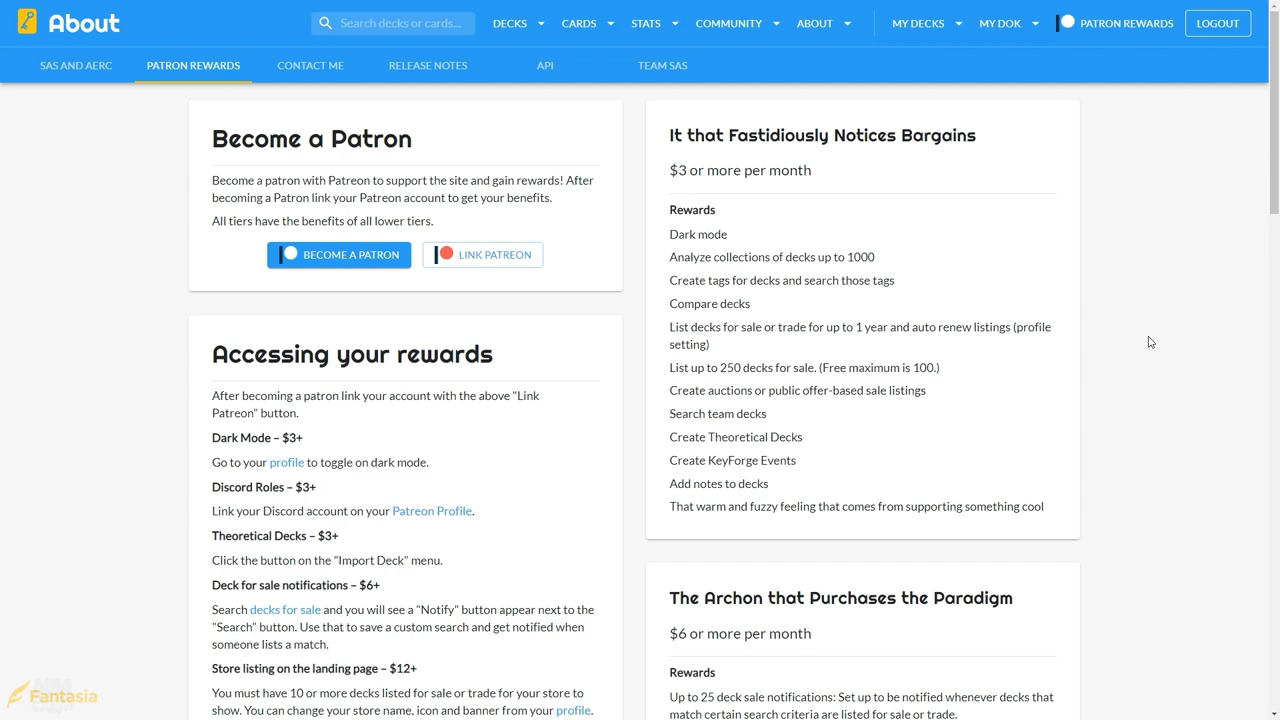 About
Search decks or cards...
DECKS
CARDS
STATS
COMMUNITY
ABOUT
MY DECKS
MY DOK
PATRON REWARDS
LOGOUT
SAS AND AERC
PATRON REWARDS
CONTACT ME
RELEASE NOTES
API
TEAM SAS
Become a Patron
Become a patron with Patreon to support the site and gain rewards! After
becoming a Patron link your Patreon account to get your benefits.
All tiers have the benefits of all lower tiers.
BECOME A PATRON
LINK PATREON
Accessing your rewards
After becoming a patron link your account with the above "Link
Patreon" button.
Dark Mode – $3+
Go to your profile to toggle on dark mode.
Discord Roles – $3+
Link your Discord account on your Patreon Profile.
Theoretical Decks – $3+
Click the button on the "Import Deck" menu.
Deck for sale notifications – $6+
Search decks for sale and you will see a "Notify" button appear next to the
"Search" button. Use that to save a custom search and get notified when
someone lists a match.
Store listing on the landing page – $12+
You must have 10 or more decks listed for sale or trade for your store to
show. You can change your store name, icon and banner from your profile.
It that Fastidiously Notices Bargains
$3 or more per month
Rewards
Dark mode
Analyze collections of decks up to 1000
Create tags for decks and search those tags
Compare decks
List decks for sale or trade for up to 1 year and auto renew listings (profile
setting)
List up to 250 decks for sale. (Free maximum is 100.)
Create auctions or public offer-based sale listings
Search team decks
Create Theoretical Decks
Create KeyForge Events
Add notes to decks
That warm and fuzzy feeling that comes from supporting something cool
The Archon that Purchases the Paradigm
$6 or more per month
Rewards
Up to 25 deck sale notifications: Set up to be notified whenever decks that
match certain search criteria are listed for sale or trade.
Fantasia